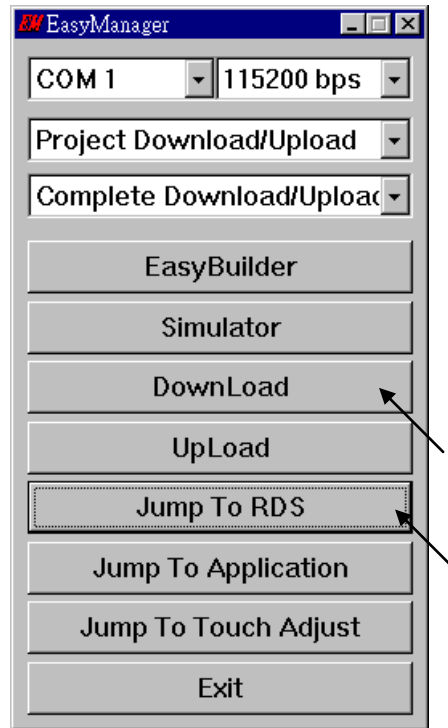 EM EasyManager
COM 1 115200 bps
Project Download/Upload
Complete Download/Upload
EasyBuilder
Simulator
DownLoad
UpLoad
Jump To RDS
Jump To Application
Jump To Touch Adjust
Exit